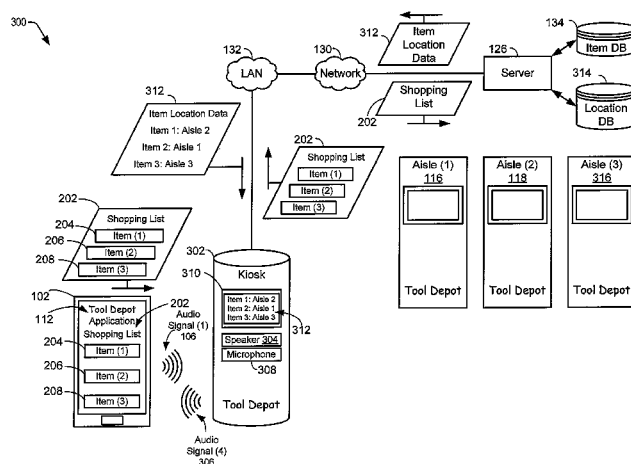 300
312
Item
Location
Data
134
Item DB
132
LAN
130
Network
126
Server
314
Location
DB
Shopping
List
202
312
Item Location Data
Item 1: Aisle 2
Item 2: Aisle 1
Item 3: Aisle 3
202
Shopping List
Item (1)
Item (2)
Item (3)
Aisle (1)
116
Tool Depot
Aisle (2)
118
Tool Depot
Aisle (3)
316
Tool Depot
202
Shopping List
204
Item (1)
206
Item (2)
208
Item (3)
302
Kiosk
310
Item 1: Aisle 2
Item 2: Aisle 1
Item 3: Aisle 3
312
Speaker 304
Microphone
308
Tool Depot
102
112
Tool Depot
Application
202
Shopping List
204
Item (1)
206
Item (2)
208
Item (3)
Audio
Signal (1)
106
Audio
Signal (4)
306